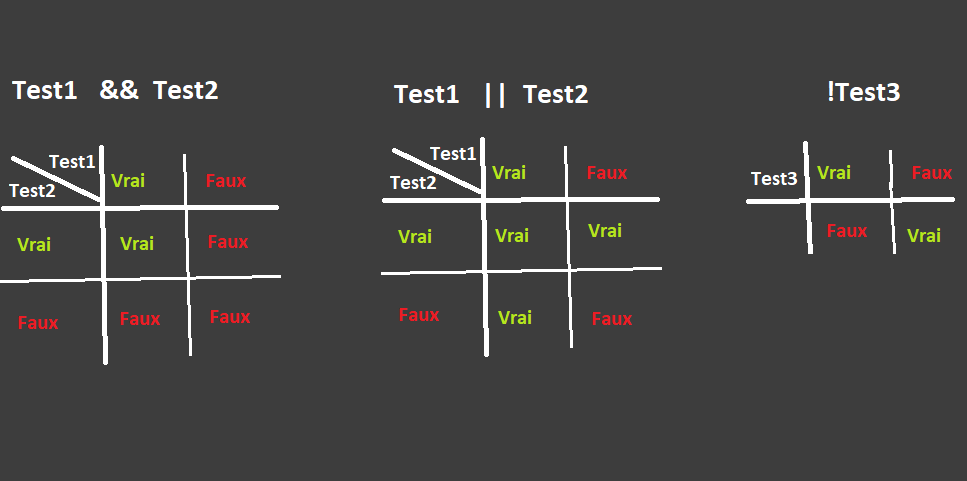 Test1 && Test2
Test1 Vrai Faux
Test2
Vrai Vrai Faux
Faux Faux Faux
Test1 || Test2
Test1 Vrai Faux
Test2
Vrai Vrai Vrai
Faux Vrai Faux
!Test3
Test3 Vrai Faux
Faux Vrai